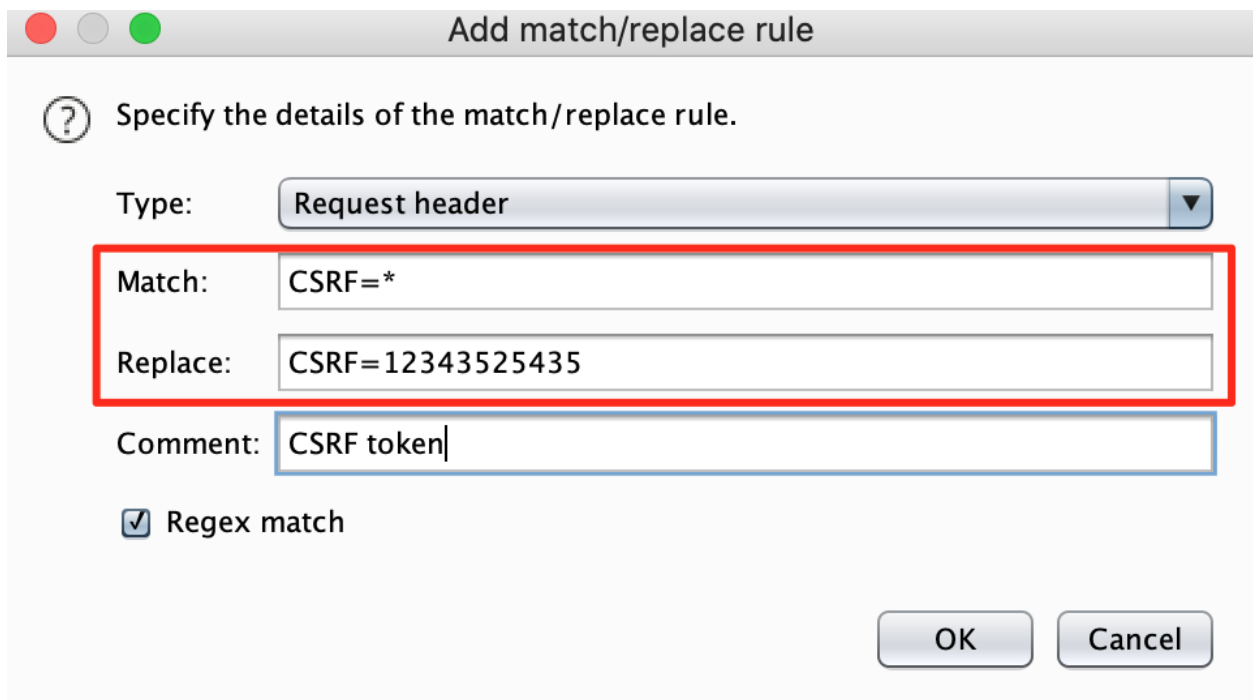 Add match/replace rule
? Specify the details of the match/replace rule.
Type: Request header
Match: CSRF=*
Replace: CSRF=12343525435
Comment: CSRF token
Regex match
OK Cancel